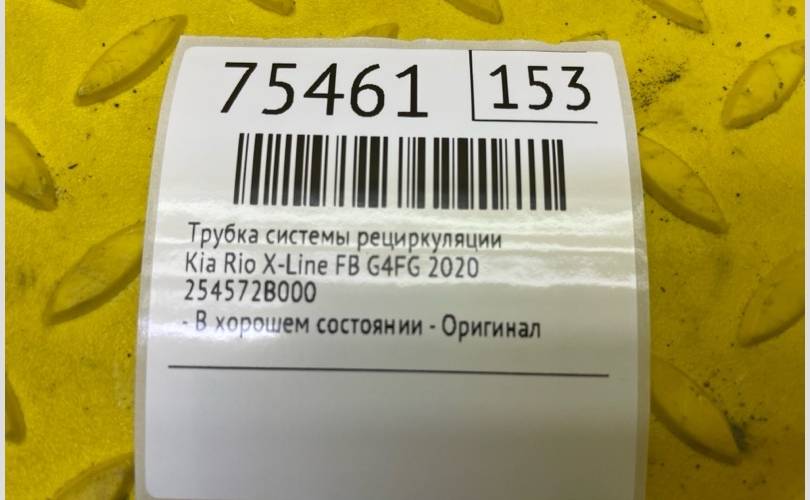 75461
153
Трубка системы рециркуляции
Kia Rio X-Line FB G4FG 2020
254572B000
- В хорошем состоянии - Оригинал